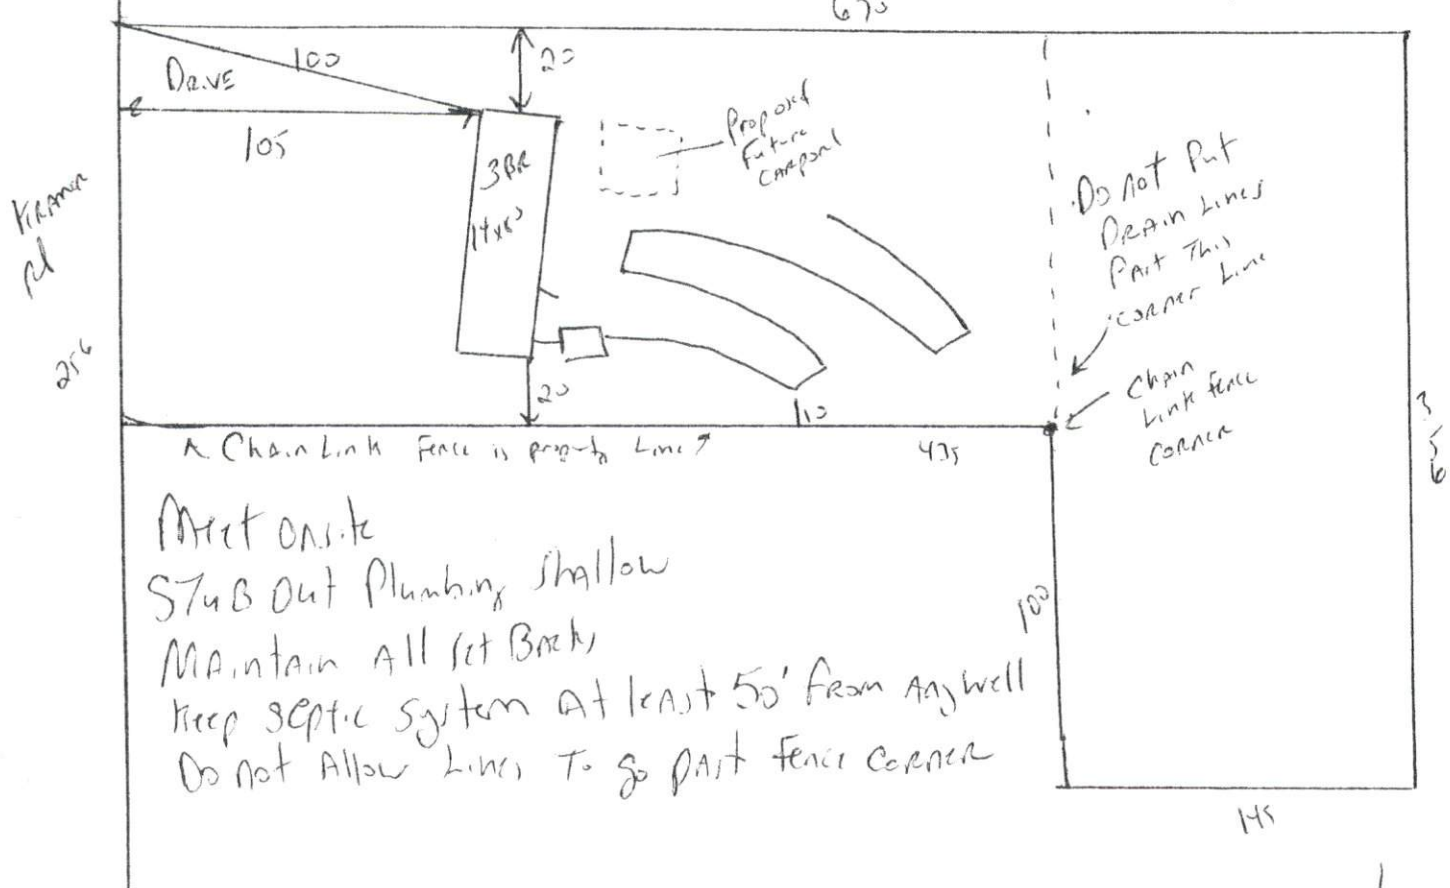 670
100
20
DRIVE
105
Proposed
Future
CARPORT
3BR
14x80
Do Not Put
DRAIN Lines
Past This
CORNER Line
KRAMER
Rd
256
Chain
Link Fence
CORNER
20
10
435
356
Chain Link Fence is property Line
Meet Onsite
STUB Out Plumbing Shallow
MAINTAIN All Set Backs
Keep Septic System At least 50' From Any Well
Do Not Allow Lines To go past Fence CORNER
100
145